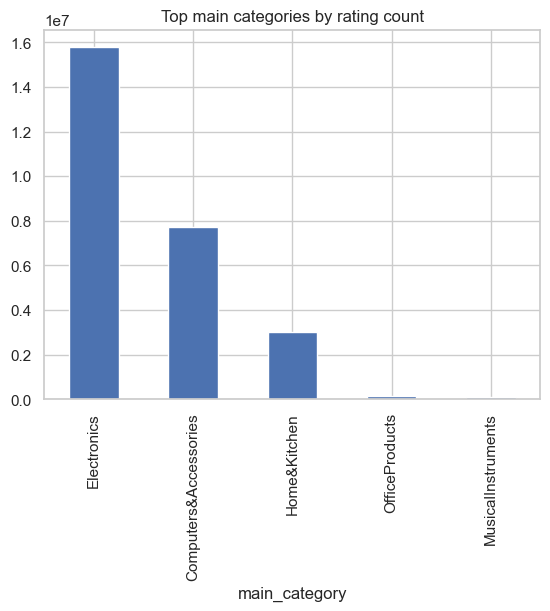 Top main categories by rating count
1e7
1.6
1.4
1.2
1.0
0.8
0.6
0.4
0.2
0.0
Electronics
Computers&Accessories
Home&Kitchen
OfficeProducts
MusicalInstruments
main_category